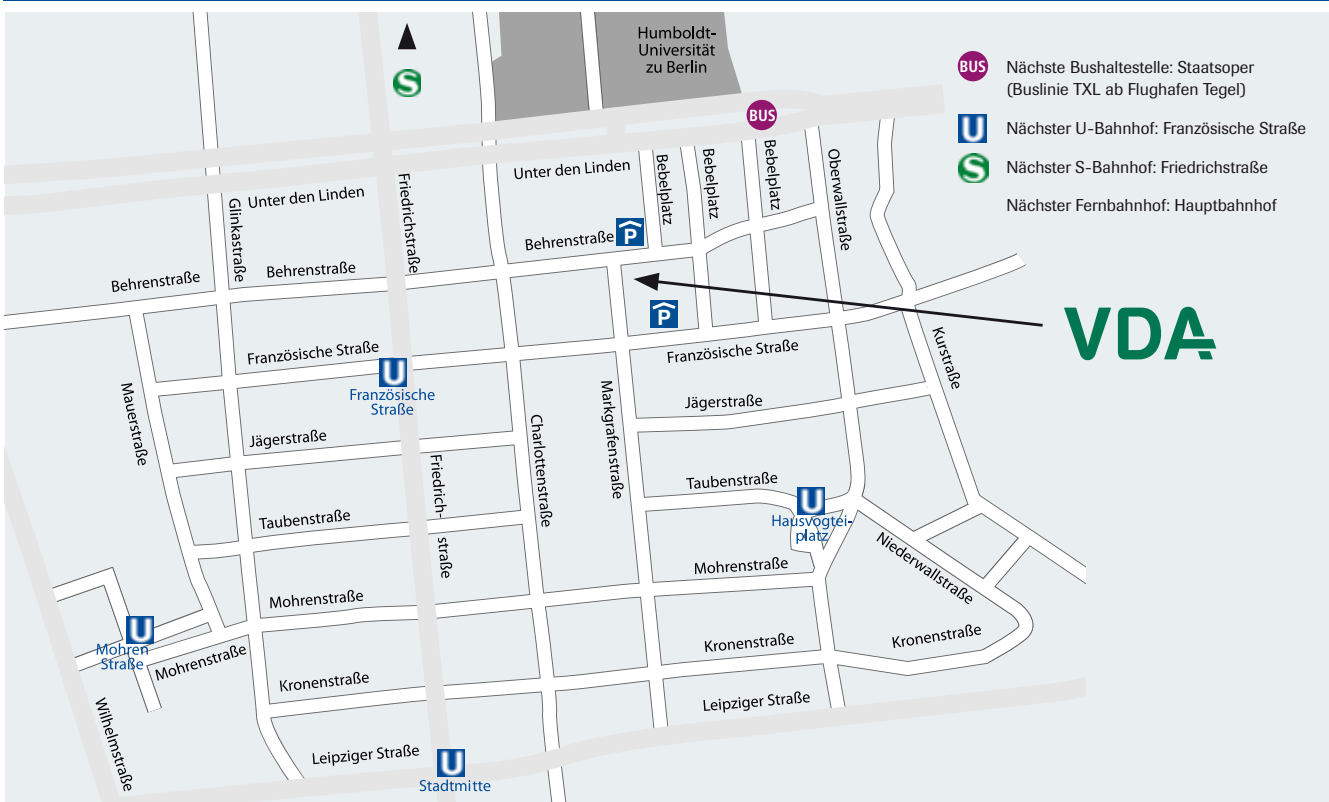 Humboldt-
Universität
zu Berlin
S
BUS
BUS
Nächste Bushaltestelle: Staatsoper
(Buslinie TXL ab Flughafen Tegel)
U
Nächster U-Bahnhof: Französische Straße
S
Nächster S-Bahnhof: Friedrichstraße
Nächster Fernbahnhof: Hauptbahnhof
Unter den Linden
Unter den Linden
Glinkastraße
Friedrichstraße
Bebelplatz
Bebelplatz
Bebelplatz
Oberwallstraße
Behrenstraße
Behrenstraße
Behrenstraße
P
P
VDA
Französische Straße
Französische Straße
U
Französische
Straße
Mauerstraße
Kurstraße
Jägerstraße
Jägerstraße
Charlottenstraße
Markgrafenstraße
Friedrich-
straße
Taubenstraße
Taubenstraße
U
Hausvogtei-
platz
Niederwallstraße
Mohrenstraße
Mohrenstraße
Mohrenstraße
U
Mohren
Straße
Kronenstraße
Kronenstraße
Kronenstraße
Wilhelmstraße
Leipziger Straße
Leipziger Straße
U
Stadtmitte